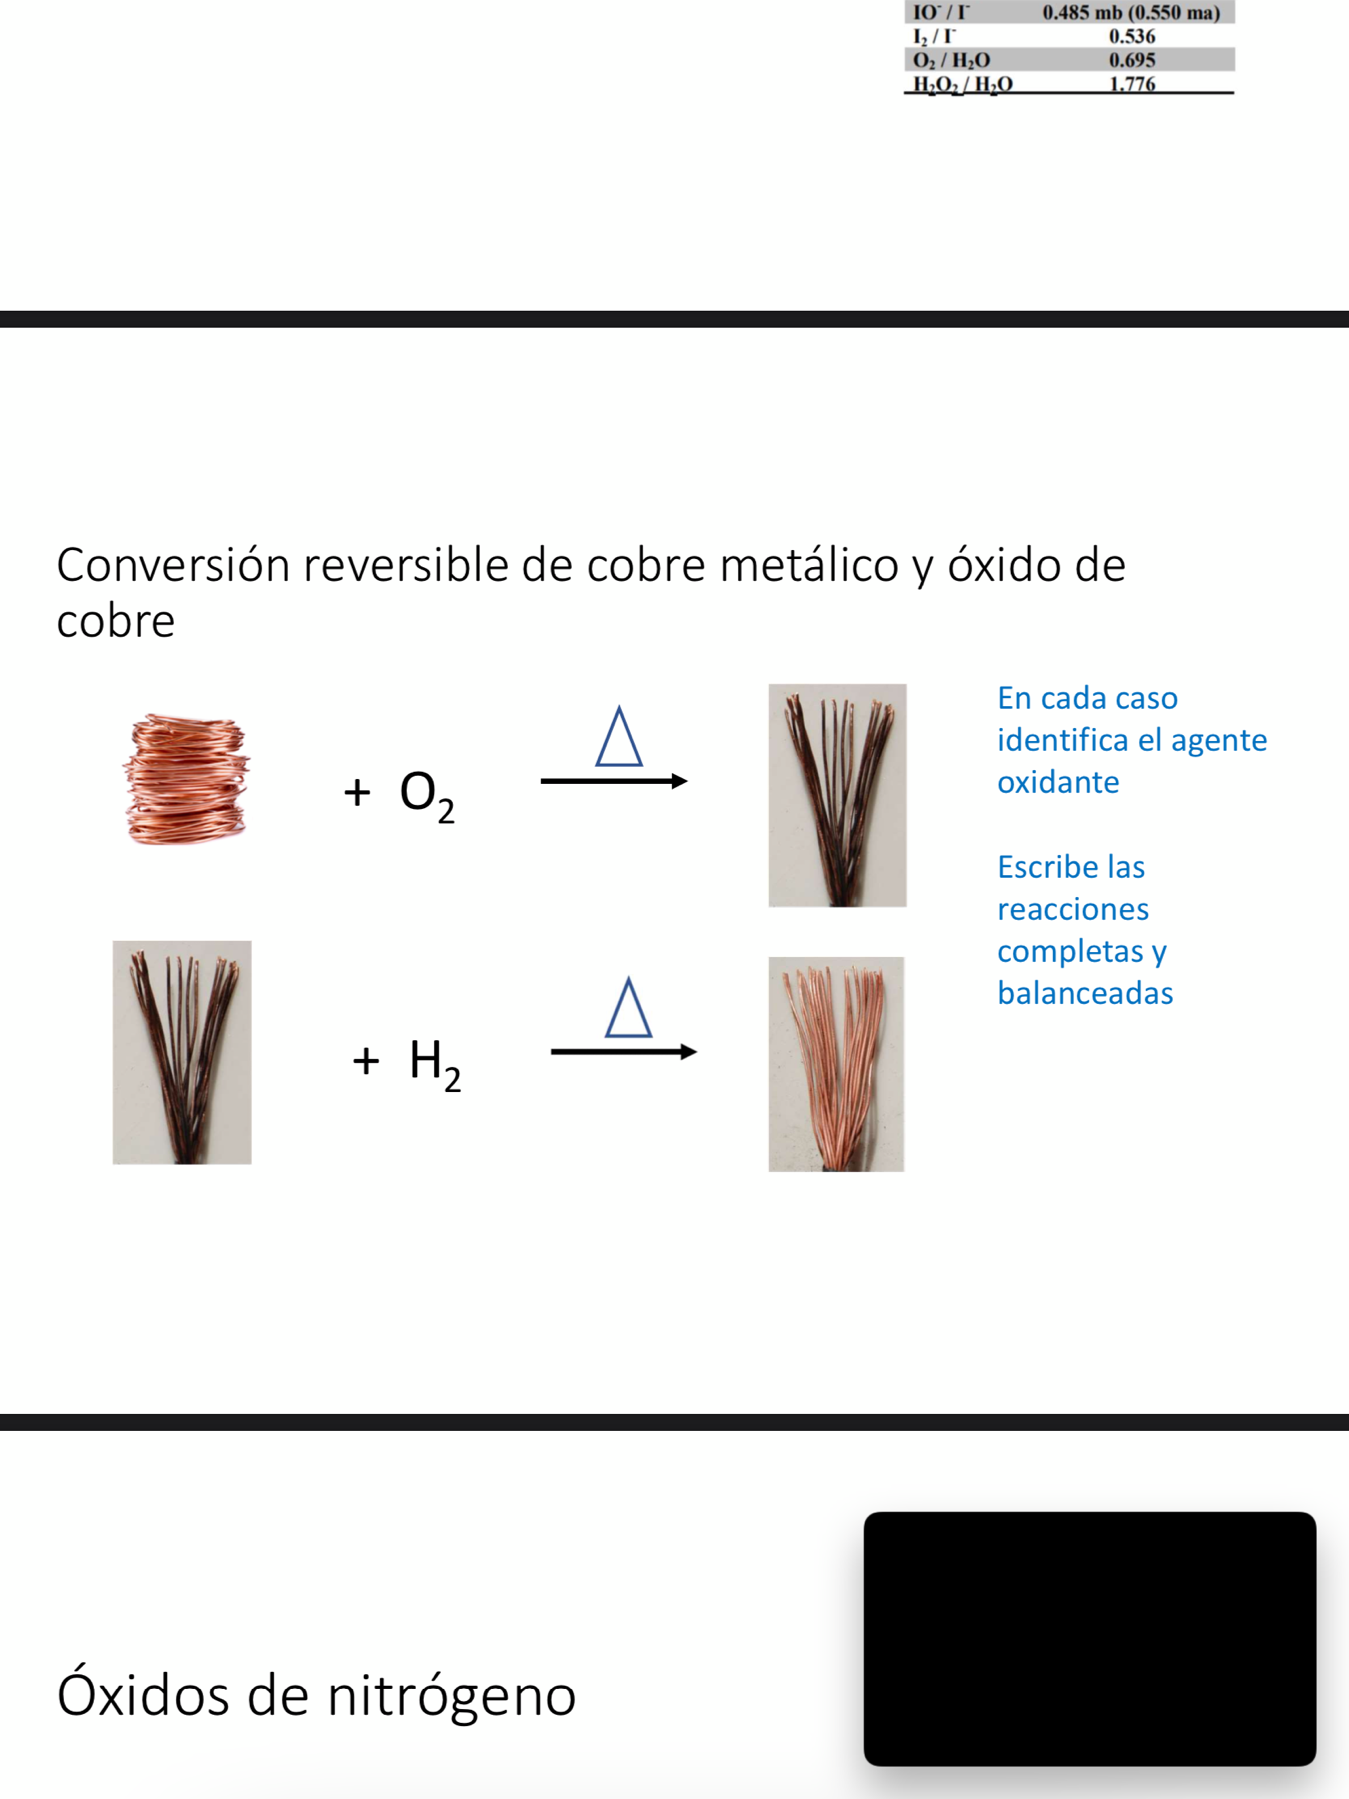 IO⁻ / I⁻ 0.485 mb (0.550 ma)
I₂ / I⁻ 0.536
O₂ / H₂O 0.695
H₂O₂ / H₂O 1.776
Conversión reversible de cobre metálico y óxido de
cobre
+ O₂
Δ
En cada caso
identifica el agente
oxidante
Escribe las
reacciones
completas y
balanceadas
+ H₂
Δ
Óxidos de nitrógeno